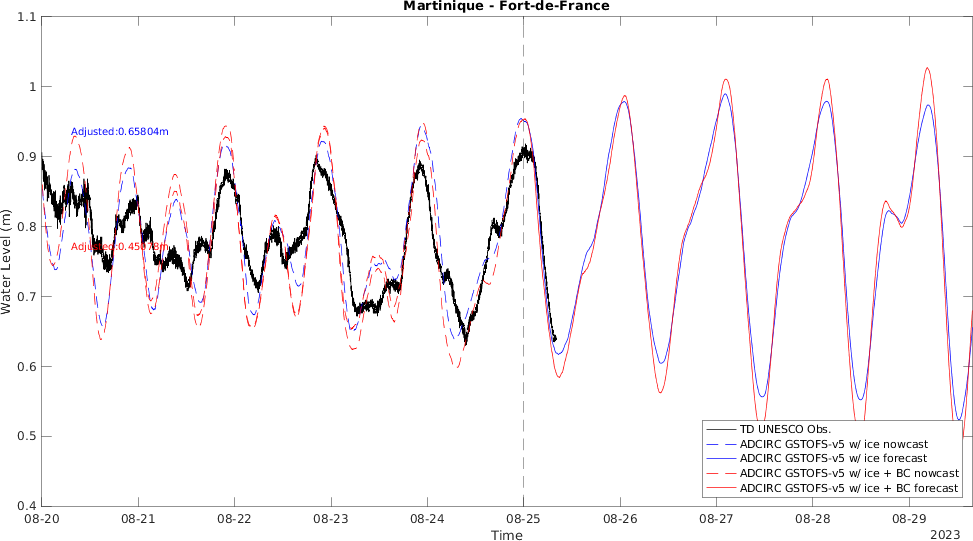 Martinique - Fort-de-France
1.1
1
0.9
0.8
0.7
0.6
0.5
0.4
Water Level (m)
Adjusted:0.65804m
TD UNESCO Obs.
ADCIRC GSTOFS-v5 w/ ice nowcast
ADCIRC GSTOFS-v5 w/ ice forecast
ADCIRC GSTOFS-v5 w/ ice + BC nowcast
ADCIRC GSTOFS-v5 w/ ice + BC forecast
08-20 08-21 08-22 08-23 08-24 08-25 08-26 08-27 08-28 08-29
Time
2023